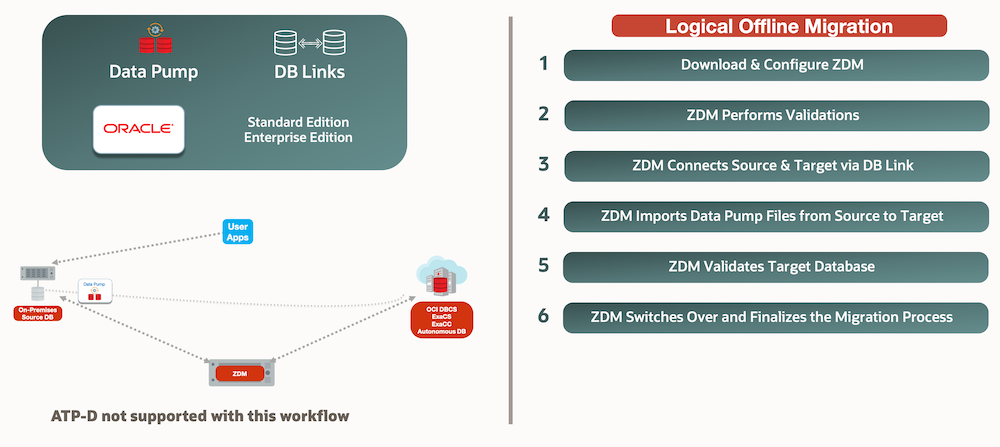 Data Pump
DB Links
ORACLE
Standard Edition
Enterprise Edition
User
Apps
Data Pump
On-Premises
Source DB
OCI DBCS
ExaCS
ExaCC
Autonomous DB
ZDM
ATP-D not supported with this workflow
Logical Offline Migration
1 Download & Configure ZDM
2 ZDM Performs Validations
3 ZDM Connects Source & Target via DB Link
4 ZDM Imports Data Pump Files from Source to Target
5 ZDM Validates Target Database
6 ZDM Switches Over and Finalizes the Migration Process